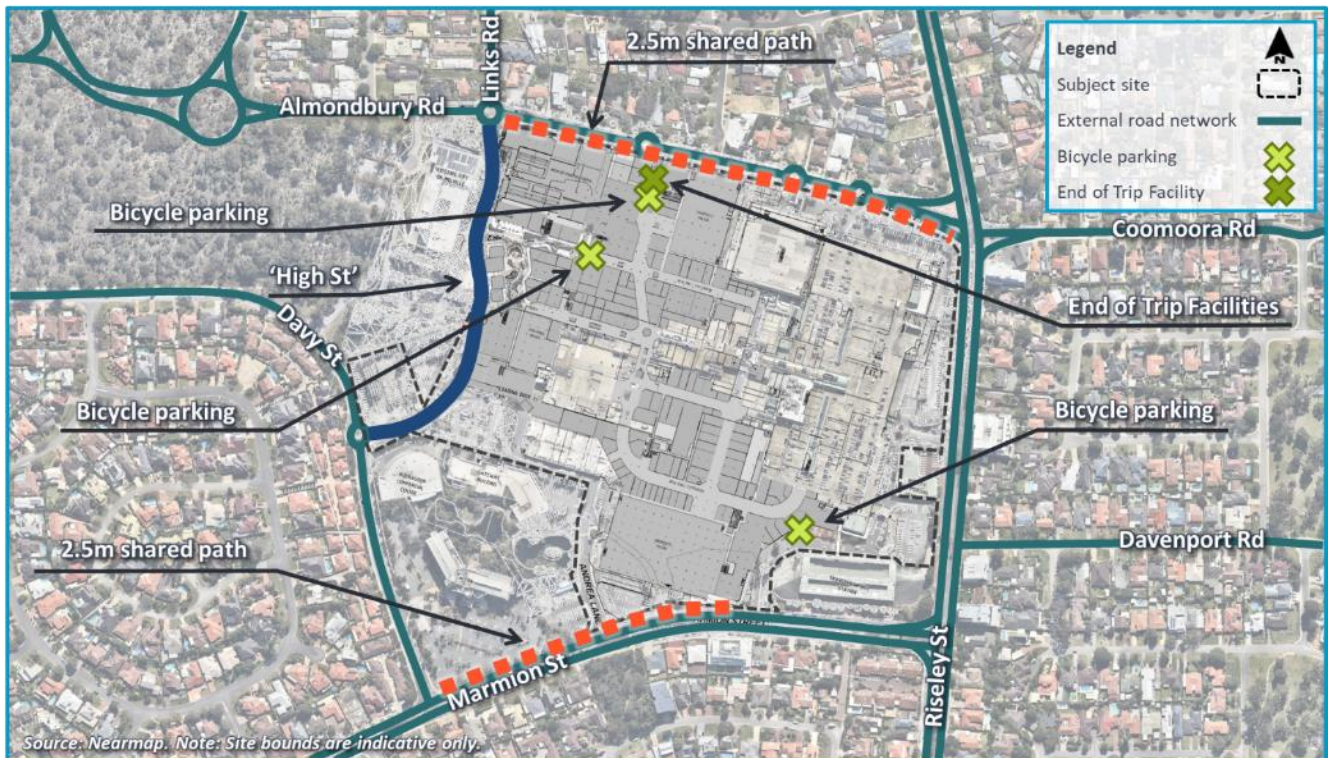 2.5m shared path
Links Rd
Almondbury Rd
Legend
N
Subject site
External road network
Bicycle parking
End of Trip Facility
Bicycle parking
Coomoora Rd
'High St'
End of Trip Facilities
Davy St
Bicycle parking
Bicycle parking
2.5m shared path
Davenport Rd
ANDREA LANE
Marmion St
Riseley St
Source: Nearmap. Note: Site bounds are indicative only.